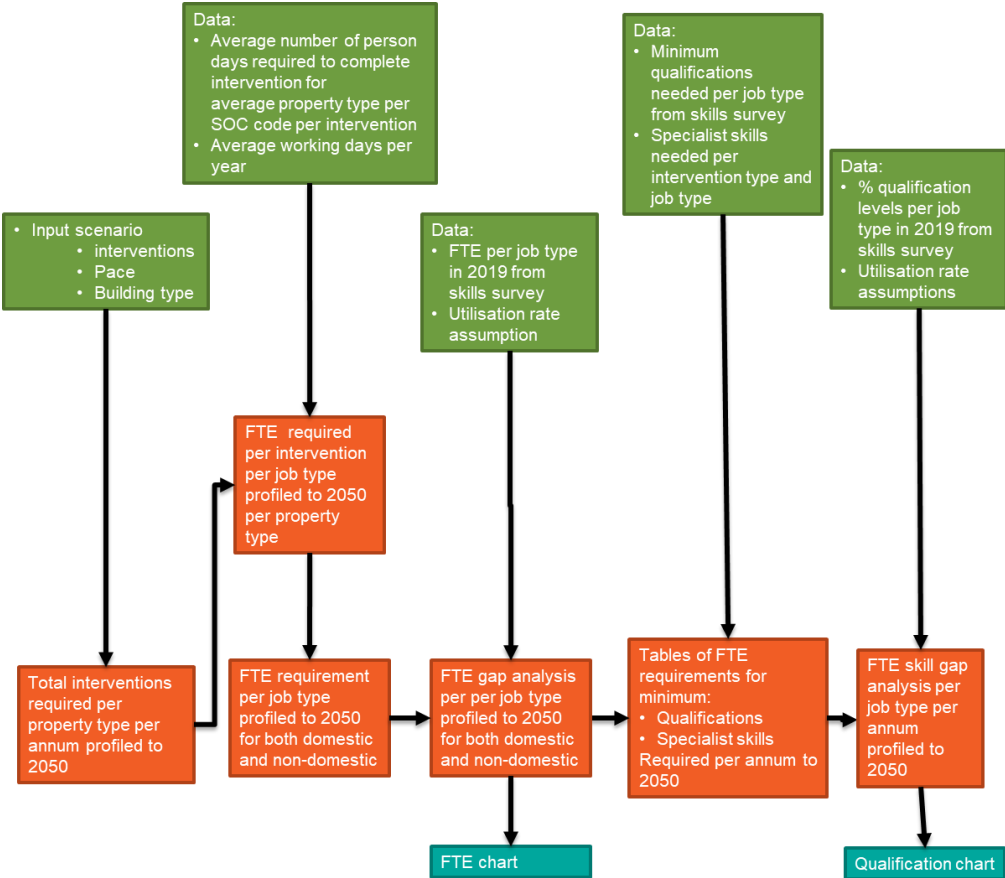 Data:
• Average number of person
days required to complete
intervention for
average property type per
SOC code per intervention
• Average working days per
year
Data:
• Minimum
qualifications
needed per job type
from skills survey
• Specialist skills
needed per
intervention type and
job type
Data:
• % qualification
levels per job
type in 2019 from
skills survey
• Utilisation rate
assumptions
• Input scenario
• interventions
• Pace
• Building type
Data:
• FTE per job type
in 2019 from
skills survey
• Utilisation rate
assumption
FTE required
per intervention
per job type
profiled to 2050
per property
type
Total interventions
required per
property type per
annum profiled to
2050
FTE requirement
per job type
profiled to 2050
for both domestic
and non-domestic
FTE gap analysis
per per job type
profiled to 2050
for both domestic
and non-domestic
Tables of FTE
requirements for
minimum:
• Qualifications
• Specialist skills
Required per annum to
2050
FTE skill gap
analysis per
job type per
annum
profiled to
2050
FTE chart
Qualification chart